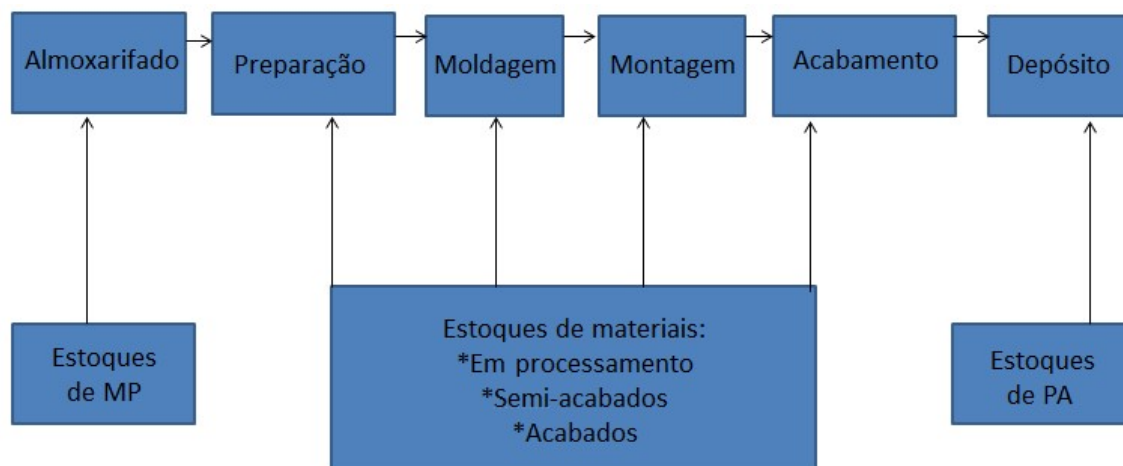 Almoxarifado
Preparação
Moldagem
Montagem
Acabamento
Depósito
Estoques
de MP
Estoques de materiais:
*Em processamento
*Semi-acabados
*Acabados
Estoques
de PA